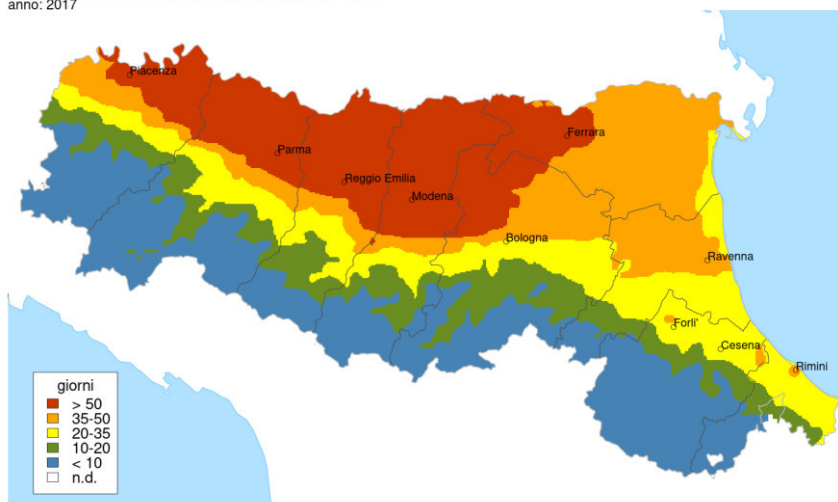 anno: 2017
Piacenza
Parma
Ferrara
Reggio Emilia
Modena
Bologna
Ravenna
Forli'
Cesena
Rimini
giorni
> 50
35-50
20-35
10-20
< 10
n.d.